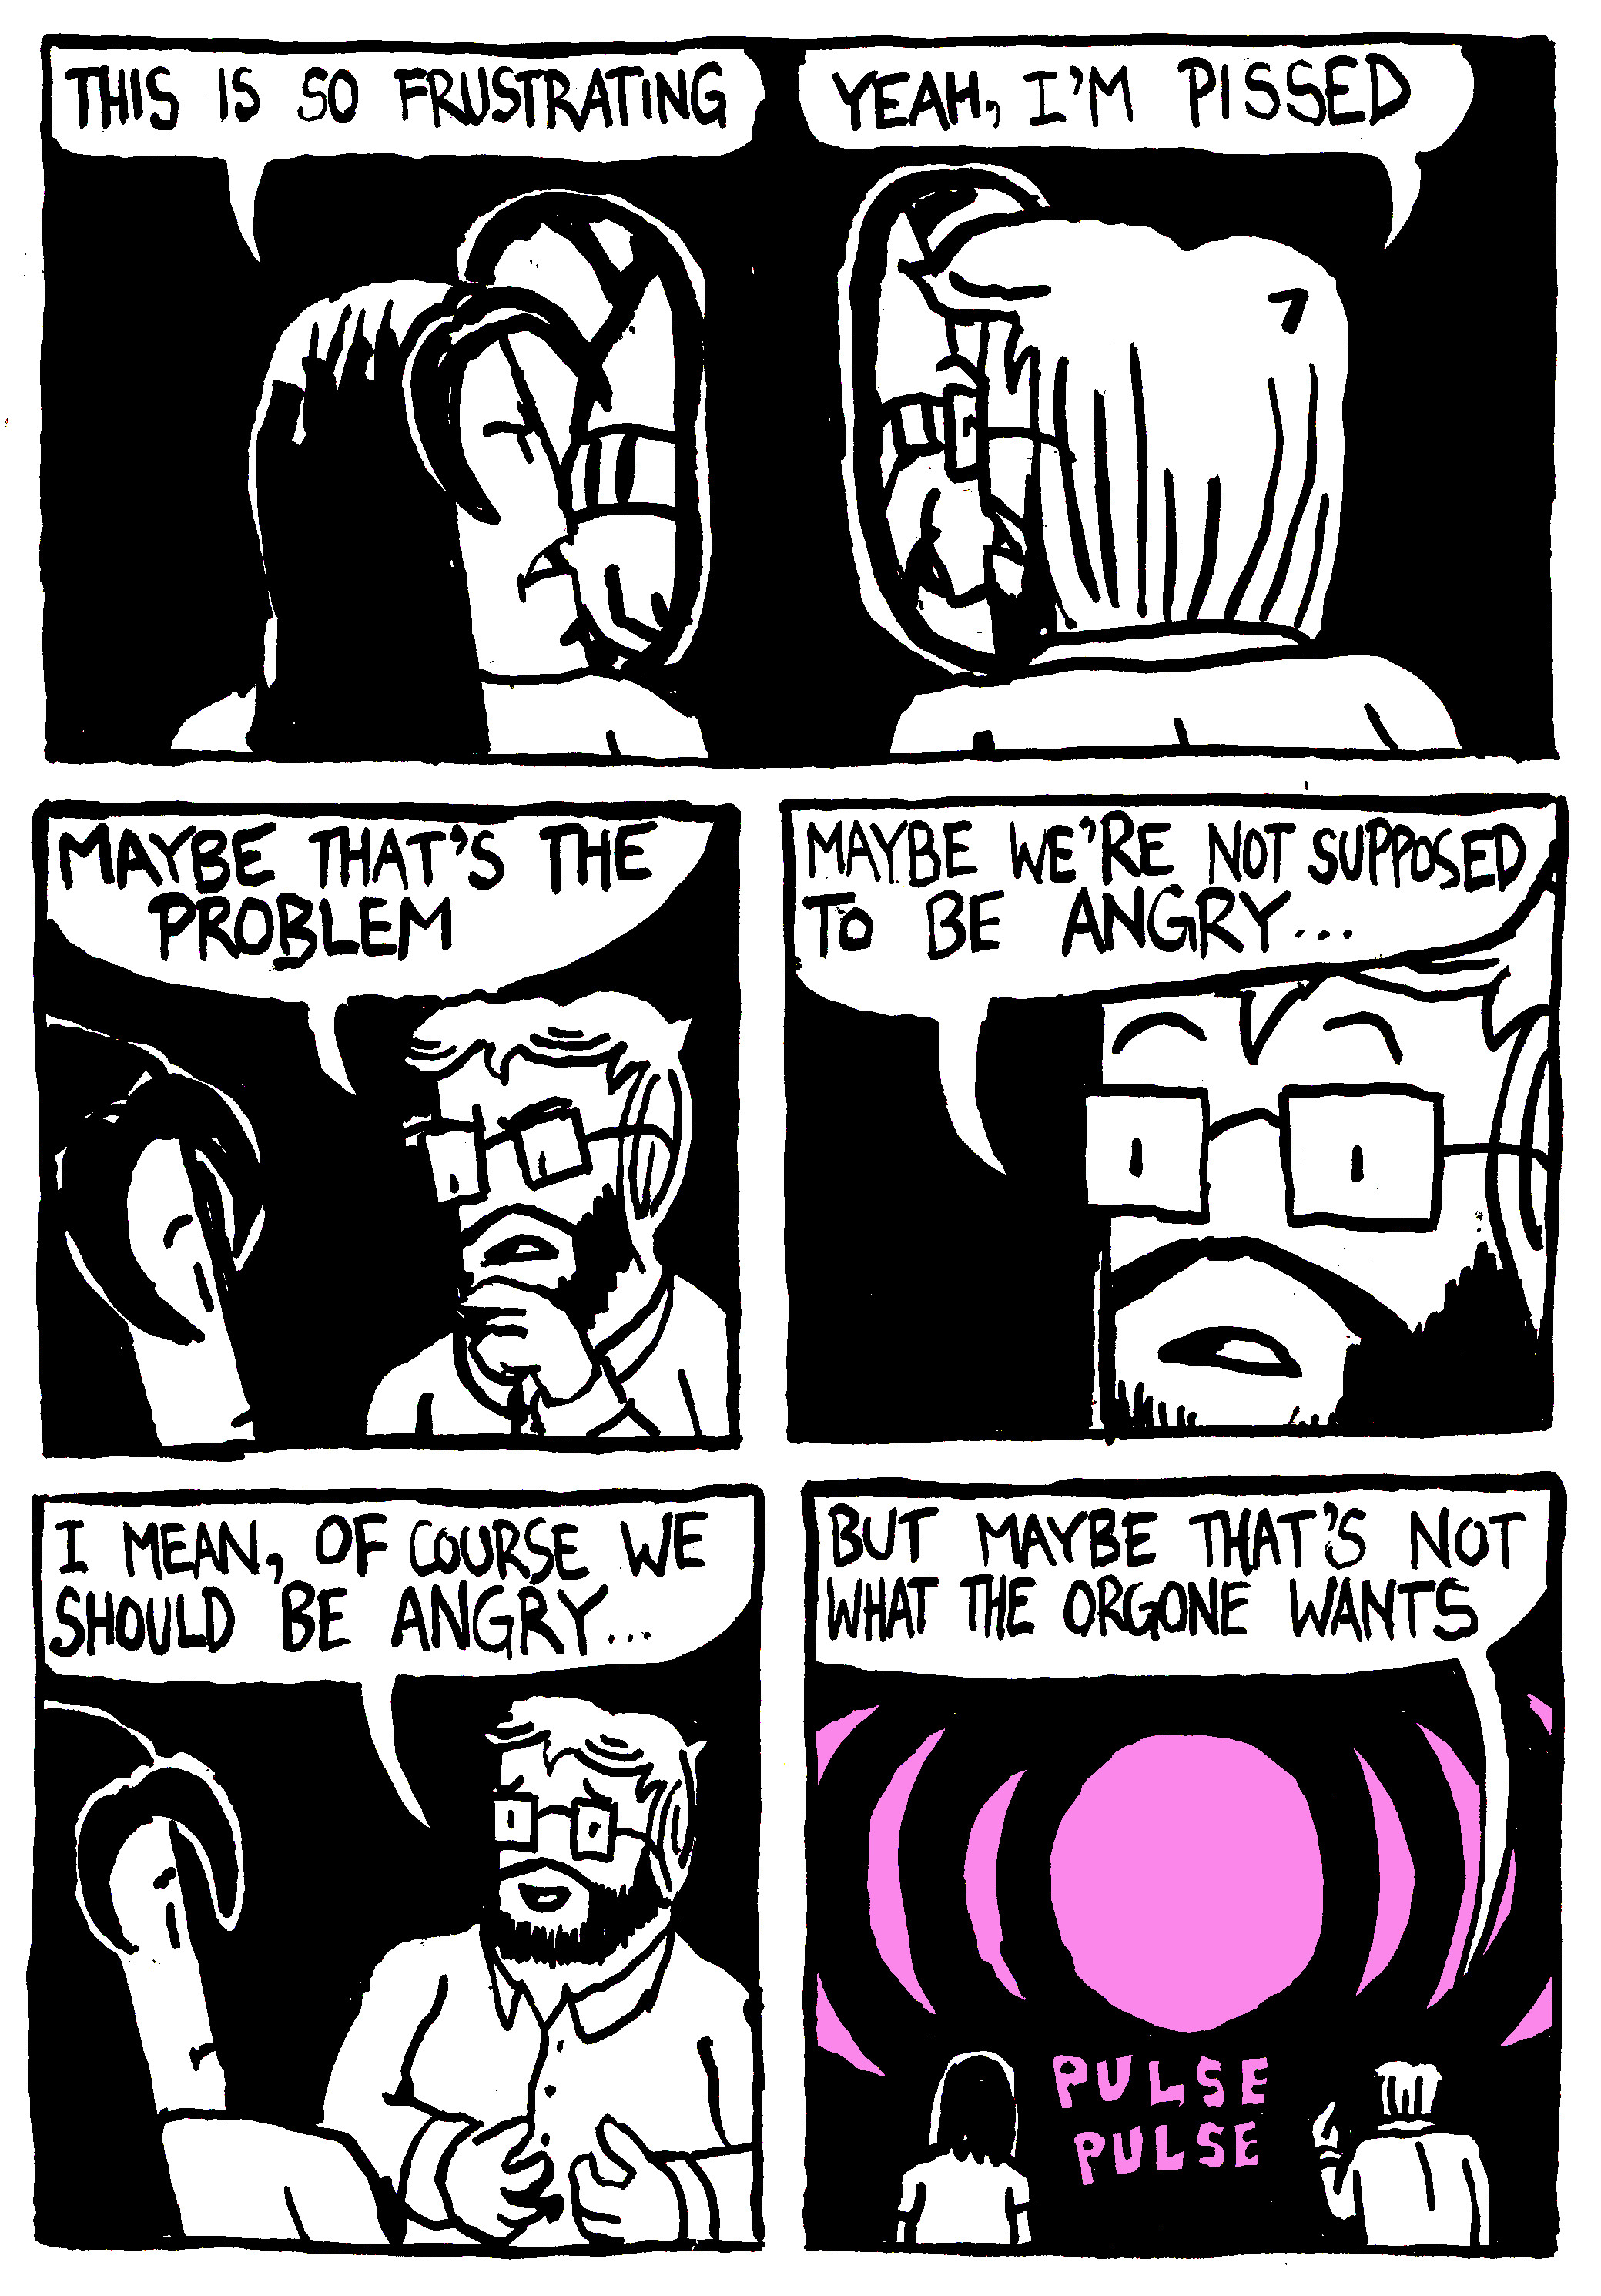 THIS IS SO FRUSTRATING
YEAH, I'M PISSED
MAYBE THAT'S THE
PROBLEM
MAYBE WE'RE NOT SUPPOSED
TO BE ANGRY...
I MEAN, OF COURSE WE
SHOULD BE ANGRY...
BUT MAYBE THAT'S NOT
WHAT THE ORGONE WANTS
PULSE
PULSE